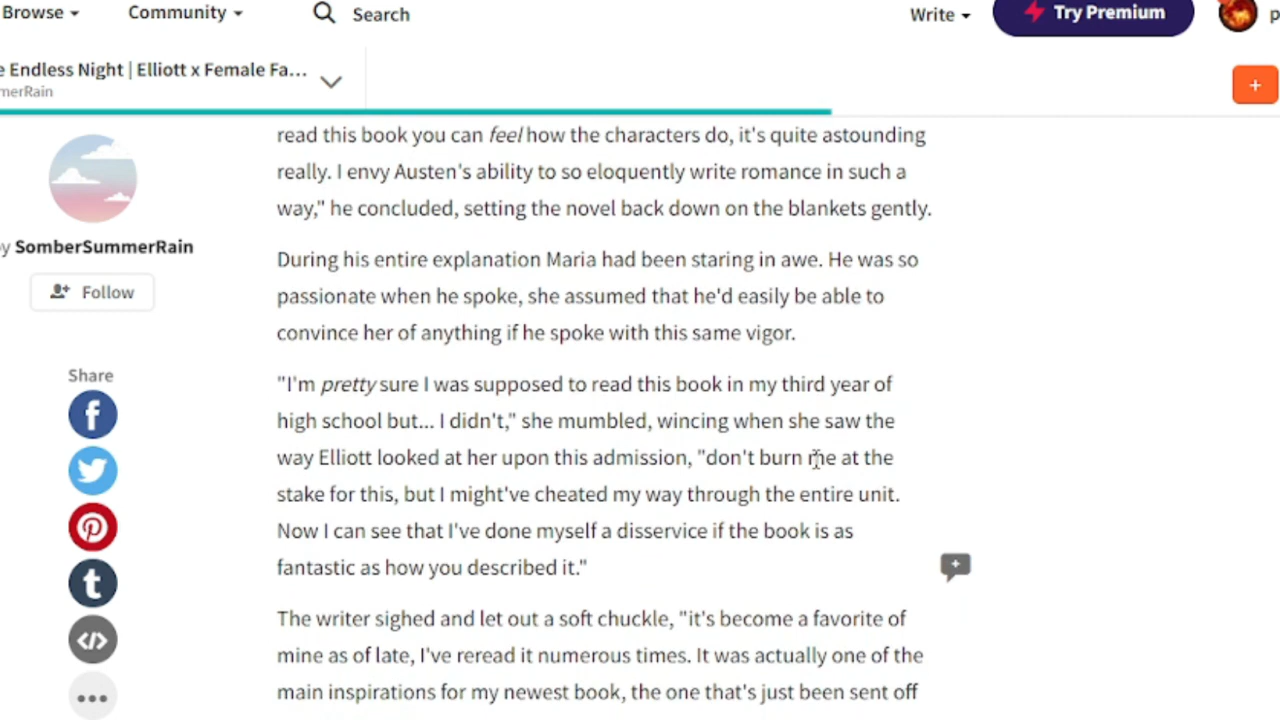 Browse
Community
Search
Write
Try Premium
p
e Endless Night | Elliott x Female Fa...
merRain
+
read this book you can feel how the characters do, it's quite astounding
really. I envy Austen's ability to so eloquently write romance in such a
way," he concluded, setting the novel back down on the blankets gently.
y SomberSummerRain
Follow
During his entire explanation Maria had been staring in awe. He was so
passionate when he spoke, she assumed that he'd easily be able to
convince her of anything if he spoke with this same vigor.
Share
"I'm pretty sure I was supposed to read this book in my third year of
high school but... I didn't," she mumbled, wincing when she saw the
way Elliott looked at her upon this admission, "don't burn me at the
stake for this, but I might've cheated my way through the entire unit.
Now I can see that I've done myself a disservice if the book is as
fantastic as how you described it."
The writer sighed and let out a soft chuckle, "it's become a favorite of
mine as of late, I've reread it numerous times. It was actually one of the
main inspirations for my newest book, the one that's just been sent off